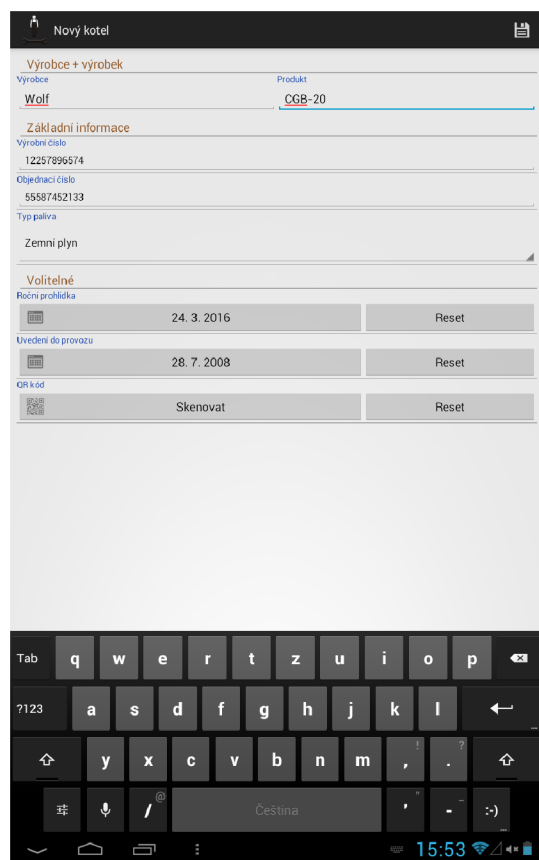 Nový kotel
Výrobce + výrobek
Výrobce Produkt
Wolf CGB-20
Základní informace
Výrobní číslo
12257896574
Objednací číslo
55587452133
Typ paliva
Zemní plyn
Volitelné
Roční prohlídka
24. 3. 2016 Reset
Uvedení do provozu
28. 7. 2008 Reset
QR kód
Skenovat Reset
Tab q w e r t z u i o p
?123 a s d f g h j k l
y x c v b n m , ! . ?
/ @ Čeština ' " - _ :-)
15:53